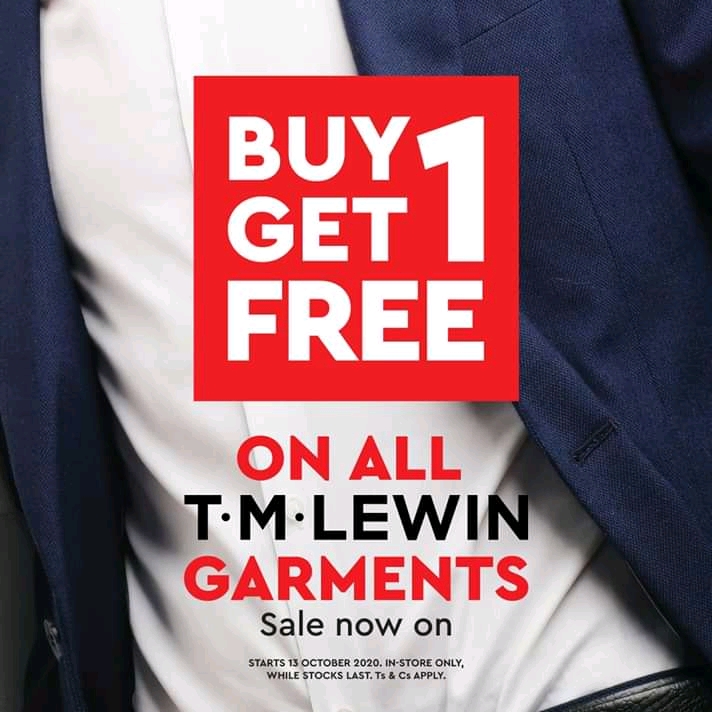 BUY 1
GET
FREE
ON ALL
T·M·LEWIN
GARMENTS
Sale now on
STARTS 13 OCTOBER 2020. IN-STORE ONLY,
WHILE STOCKS LAST. Ts & Cs APPLY.